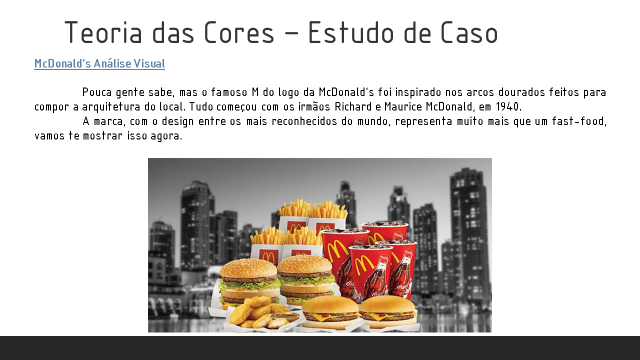 Teoria das Cores – Estudo de Caso
McDonald's Análise Visual
Pouca gente sabe, mas o famoso M do logo da McDonald's foi inspirado nos arcos dourados feitos para
compor a arquitetura do local. Tudo começou com os irmãos Richard e Maurice McDonald, em 1940.
A marca, com o design entre os mais reconhecidos do mundo, representa muito mais que um fast-food,
vamos te mostrar isso agora.